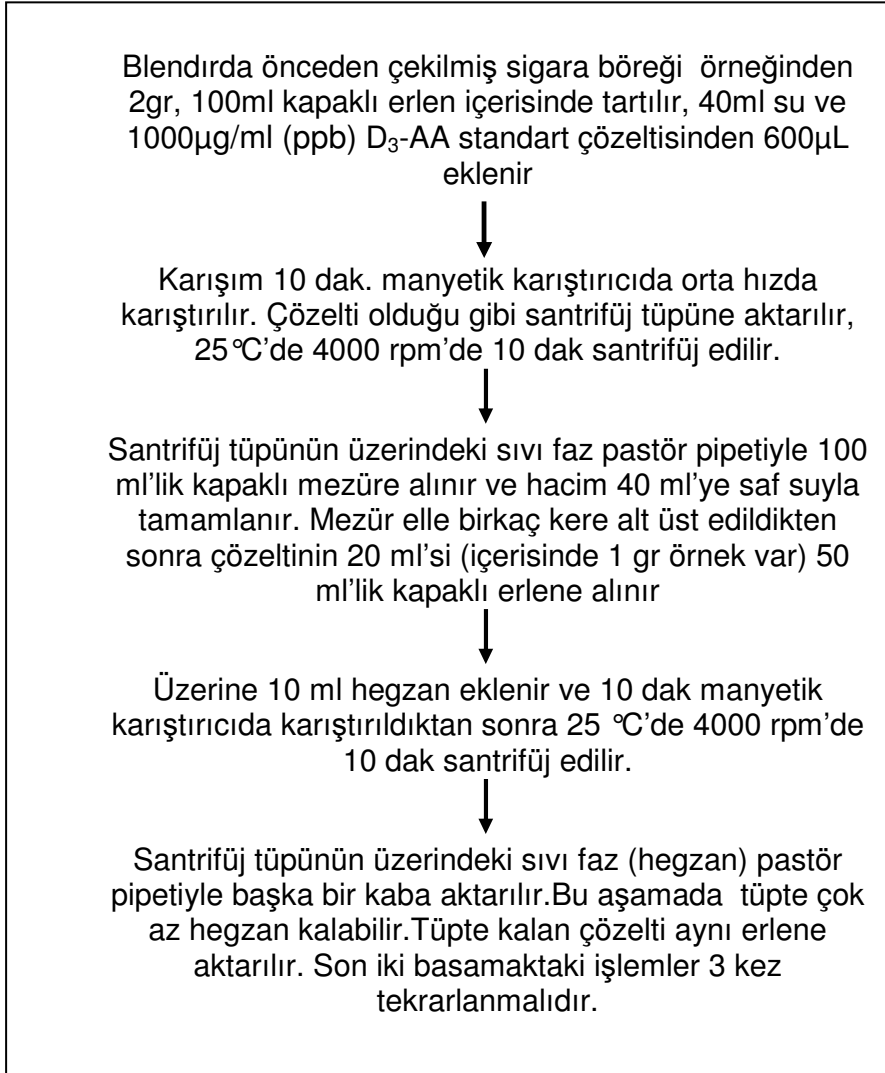 Blendırda önceden çekilmiş sigara böreği örneğinden
2gr, 100ml kapaklı erlen içerisinde tartılır, 40ml su ve
1000µg/ml (ppb) D₃-AA standart çözeltisinden 600µL
eklenir
Karışım 10 dak. manyetik karıştırıcıda orta hızda
karıştırılır. Çözelti olduğu gibi santrifüj tüpüne aktarılır,
25°C’de 4000 rpm’de 10 dak santrifüj edilir.
Santrifüj tüpünün üzerindeki sıvı faz pastör pipetiyle 100
ml’lik kapaklı mezüre alınır ve hacim 40 ml’ye saf suyla
tamamlanır. Mezür elle birkaç kere alt üst edildikten
sonra çözeltinin 20 ml’si (içerisinde 1 gr örnek var) 50
ml’lik kapaklı erlene alınır
Üzerine 10 ml hegzan eklenir ve 10 dak manyetik
karıştırıcıda karıştırıldıktan sonra 25 °C’de 4000 rpm’de
10 dak santrifüj edilir.
Santrifüj tüpünün üzerindeki sıvı faz (hegzan) pastör
pipetiyle başka bir kaba aktarılır.Bu aşamada tüpte çok
az hegzan kalabilir.Tüpte kalan çözelti aynı erlene
aktarılır. Son iki basamaktaki işlemler 3 kez
tekrarlanmalıdır.